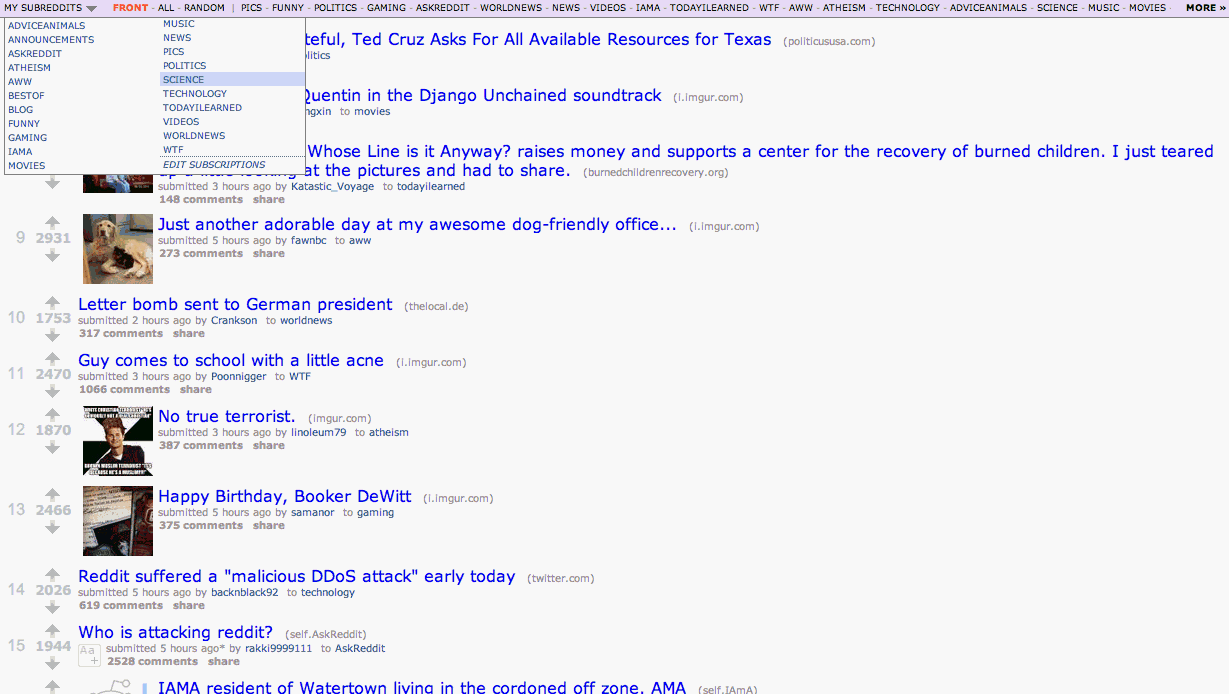 MY SUBREDDITS FRONT - ALL - RANDOM | PICS - FUNNY - POLITICS - GAMING - ASKREDDIT - WORLDNEWS - NEWS - VIDEOS - IAMA - TODAYILEARNED - WTF - AWW - ATHEISM - TECHNOLOGY - ADVICEANIMALS - SCIENCE - MUSIC - MOVIES - MORE »
ADVICEANIMALS
ANNOUNCEMENTS
ASKREDDIT
ATHEISM
AWW
BESTOF
BLOG
FUNNY
GAMING
IAMA
MOVIES
MUSIC
NEWS
PICS
POLITICS
SCIENCE
TECHNOLOGY
TODAYILEARNED
VIDEOS
WORLDNEWS
WTF
EDIT SUBSCRIPTIONS
teful, Ted Cruz Asks For All Available Resources for Texas (politicususa.com)
litics
Quentin in the Django Unchained soundtrack (i.imgur.com)
ngxin to movies
Whose Line is it Anyway? raises money and supports a center for the recovery of burned children. I just teared
up a little looking at the pictures and had to share. (burnedchildrenrecovery.org)
submitted 3 hours ago by Katastic_Voyage to todayilearned
148 comments share
9 2931 Just another adorable day at my awesome dog-friendly office... (i.imgur.com)
submitted 5 hours ago by fawnbc to aww
273 comments share
10 1753 Letter bomb sent to German president (thelocal.de)
submitted 2 hours ago by Crankson to worldnews
317 comments share
11 2470 Guy comes to school with a little acne (i.imgur.com)
submitted 3 hours ago by Poonnigger to WTF
1066 comments share
12 1870 No true terrorist. (imgur.com)
submitted 3 hours ago by linoleum79 to atheism
387 comments share
13 2466 Happy Birthday, Booker DeWitt (i.imgur.com)
submitted 5 hours ago by samanor to gaming
375 comments share
14 2026 Reddit suffered a "malicious DDoS attack" early today (twitter.com)
submitted 5 hours ago by backnblack92 to technology
619 comments share
15 1944 Who is attacking reddit? (self.AskReddit)
Aa+ submitted 5 hours ago* by rakki9999111 to AskReddit
2528 comments share
IAMA resident of Watertown living in the cordoned off zone. AMA (self.IAmA)